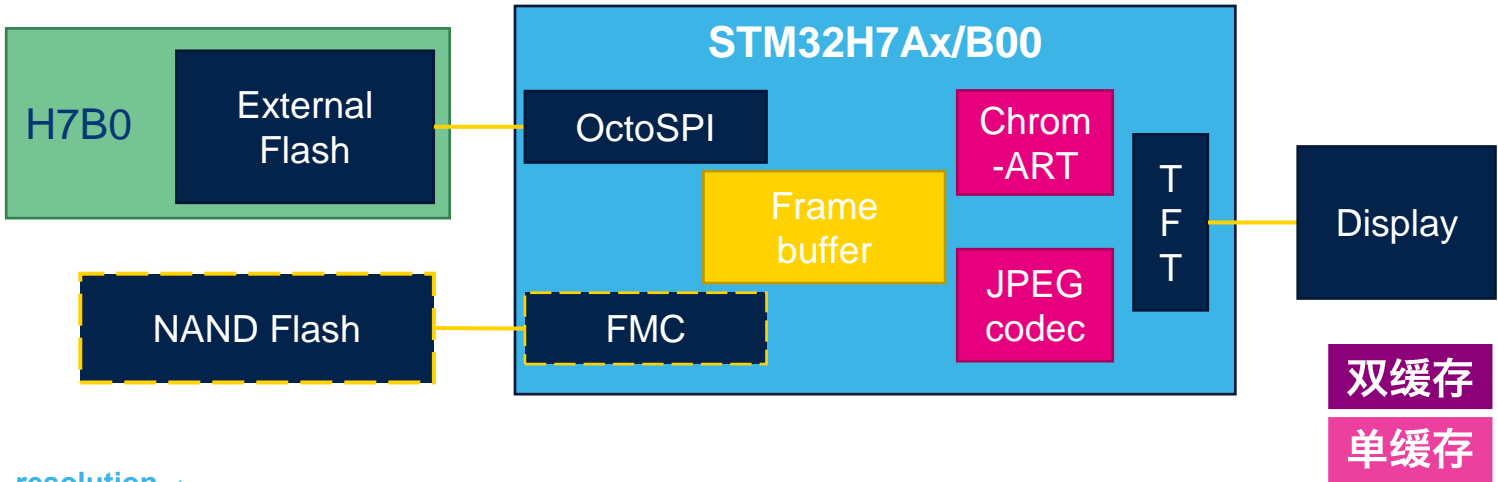 STM32H7Ax/B00
H7B0
External
Flash
OctoSPI
Chrom
-ART
Frame
buffer
T
F
T
Display
JPEG
codec
NAND Flash
FMC
双缓存
单缓存
resolution